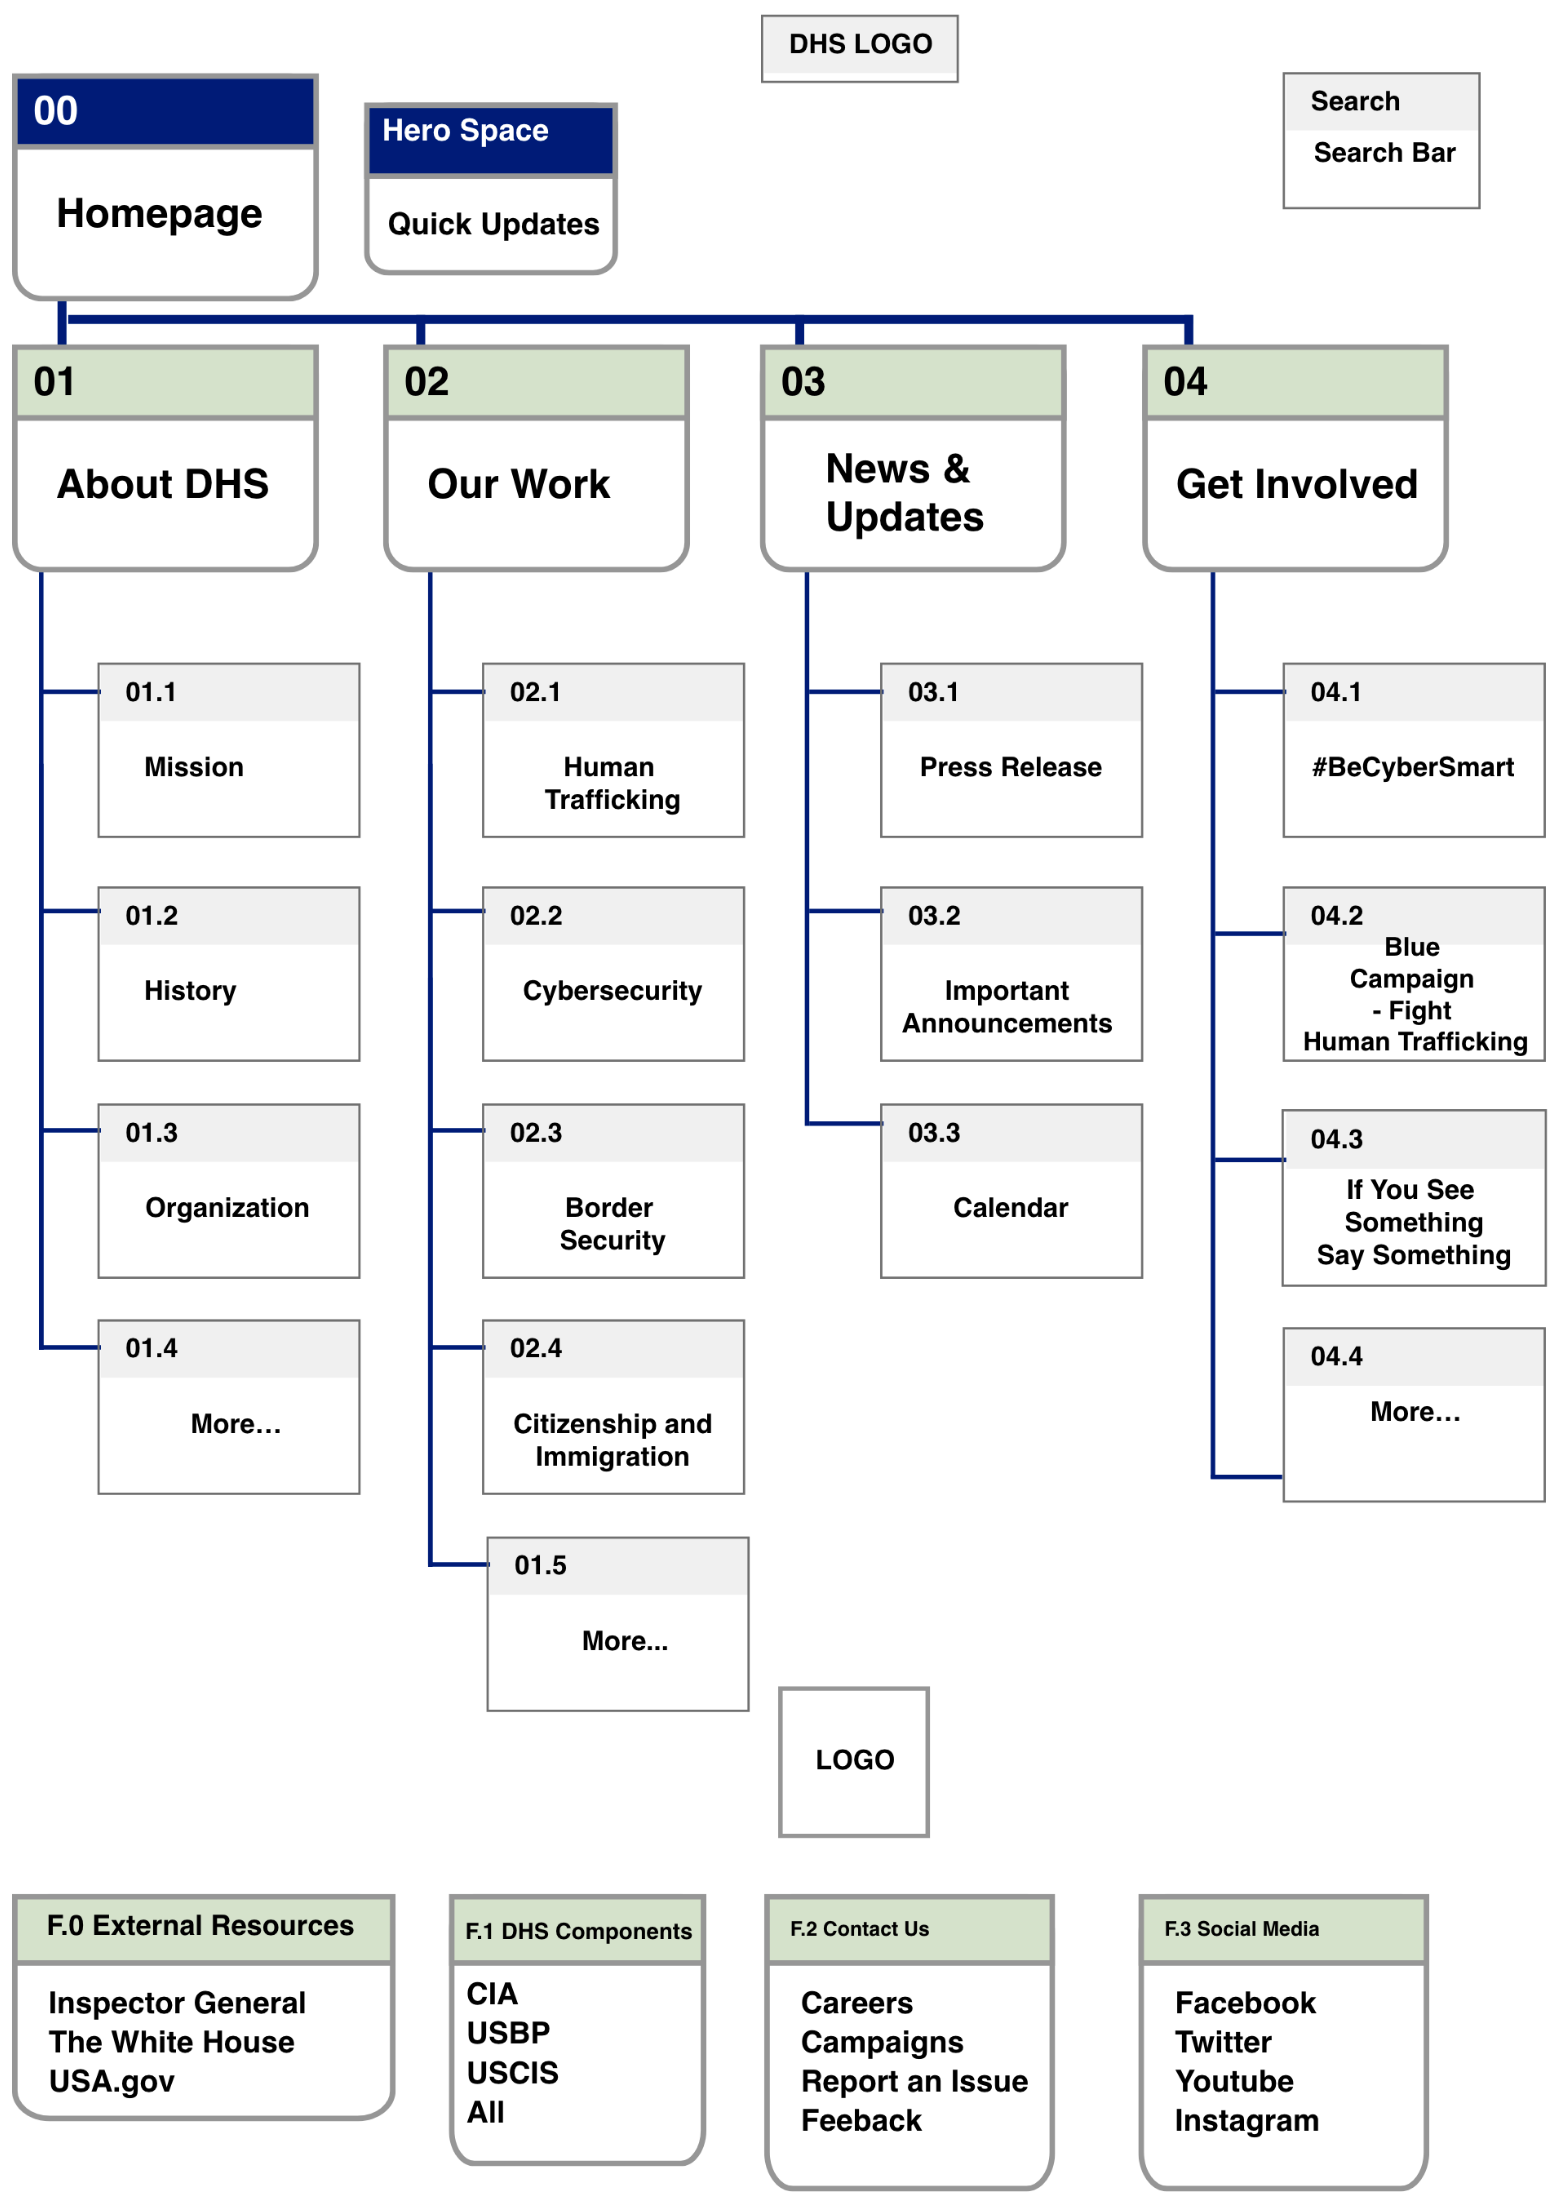 DHS LOGO
Search
Search Bar
00
Homepage
Hero Space
Quick Updates
01
About DHS
02
Our Work
03
News &
Updates
04
Get Involved
01.1
Mission
01.2
History
01.3
Organization
01.4
More…
02.1
Human
Trafficking
02.2
Cybersecurity
02.3
Border
Security
02.4
Citizenship and
Immigration
01.5
More...
03.1
Press Release
03.2
Important
Announcements
03.3
Calendar
04.1
#BeCyberSmart
04.2
Blue
Campaign
- Fight
Human Trafficking
04.3
If You See
Something
Say Something
04.4
More…
LOGO
F.0 External Resources
Inspector General
The White House
USA.gov
F.1 DHS Components
CIA
USBP
USCIS
All
F.2 Contact Us
Careers
Campaigns
Report an Issue
Feeback
F.3 Social Media
Facebook
Twitter
Youtube
Instagram